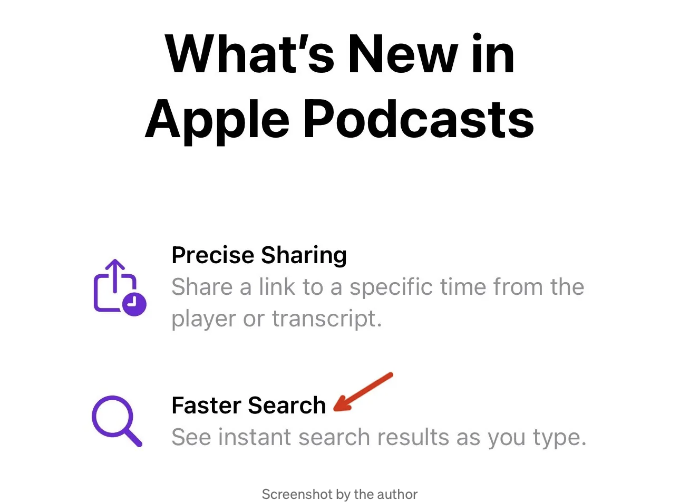 What's New in
Apple Podcasts
Precise Sharing
Share a link to a specific time from the
player or transcript.
Faster Search
See instant search results as you type.
Screenshot by the author